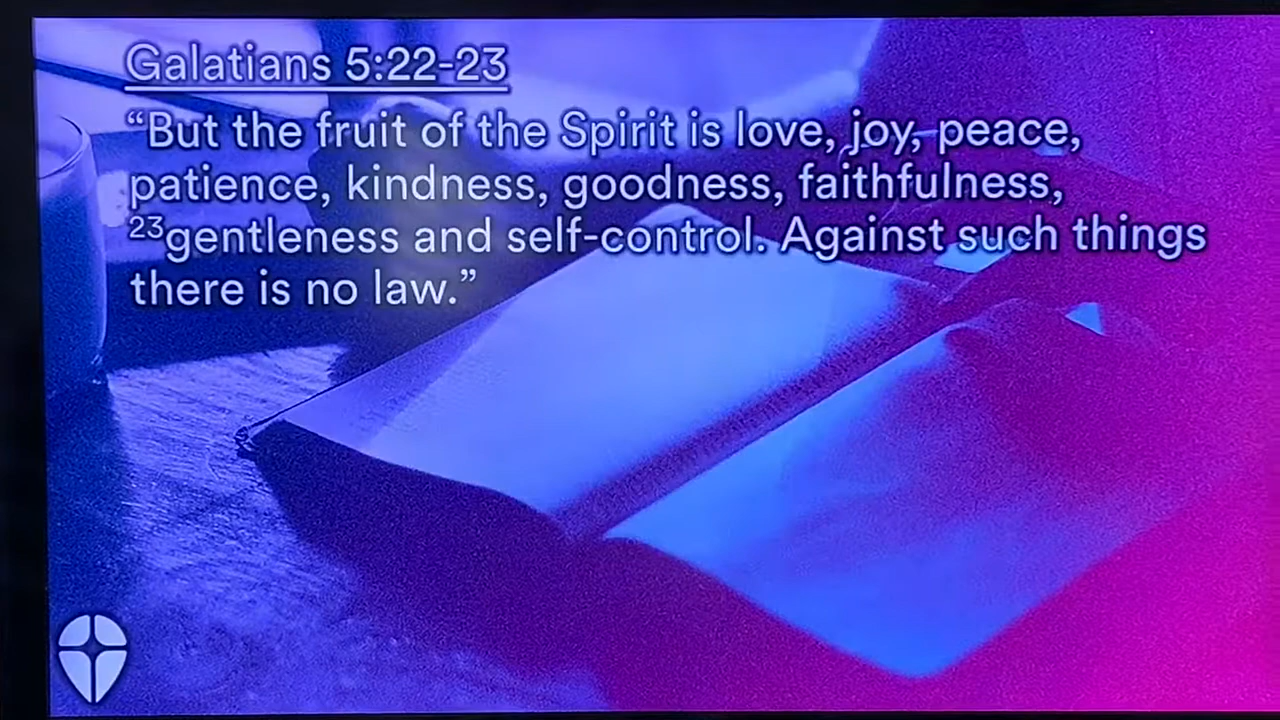 Galatians 5:22-23
“But the fruit of the Spirit is love, joy, peace,
patience, kindness, goodness, faithfulness,
²³gentleness and self-control. Against such things
there is no law.”